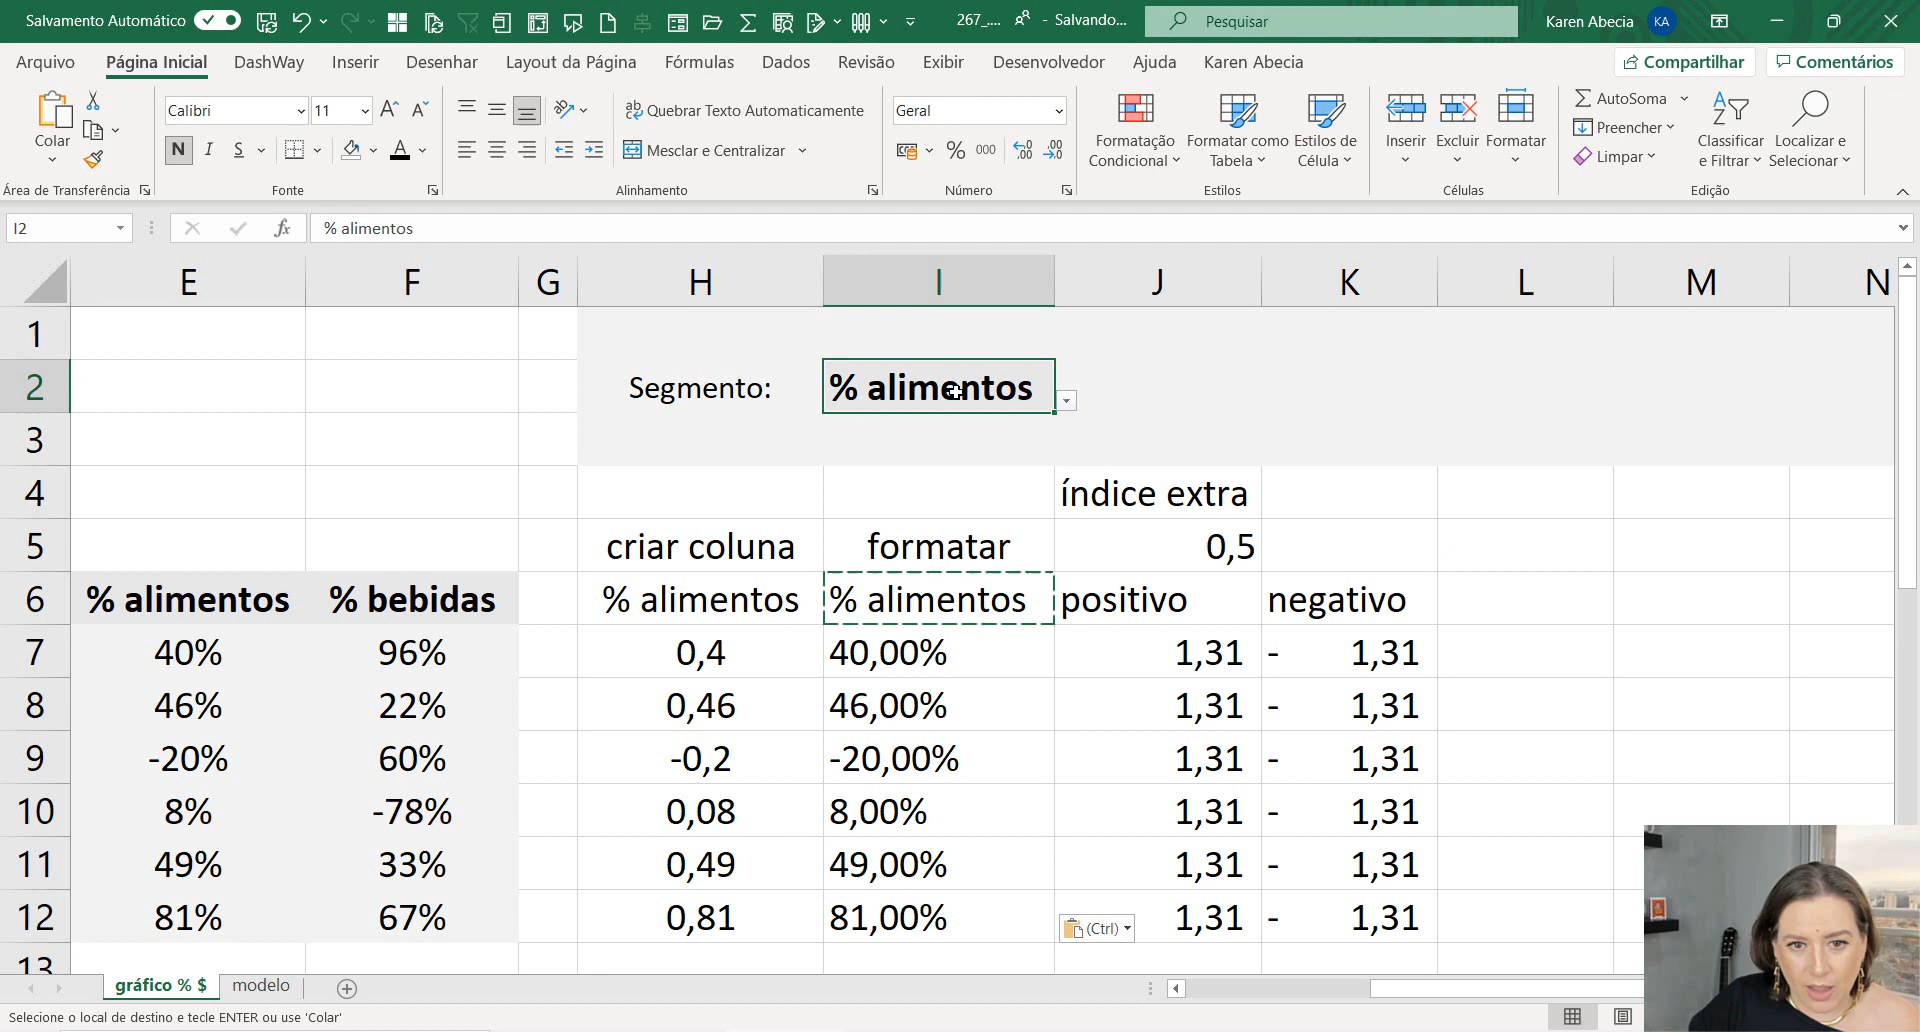 Salvamento Automático
267_....
- Salvando...
Pesquisar
Karen Abecia
KA
Arquivo
Página Inicial
DashWay
Inserir
Desenhar
Layout da Página
Fórmulas
Dados
Revisão
Exibir
Desenvolvedor
Ajuda
Karen Abecia
Compartilhar
Comentários
Colar
Calibri
11
N I S
Quebrar Texto Automaticamente
Mesclar e Centralizar
Geral
% 000
Formatação Condicional
Formatar como Tabela
Estilos de Célula
Inserir
Excluir
Formatar
AutoSoma
Preencher
Limpar
Classificar e Filtrar
Localizar e Selecionar
Área de Transferência
Fonte
Alinhamento
Número
Estilos
Células
Edição
I2
fx
% alimentos
E F G H I J K L M N
1
2 Segmento: % alimentos
3
4 índice extra
5 criar coluna formatar 0,5
6 % alimentos % bebidas % alimentos % alimentos positivo negativo
7 40% 96% 0,4 40,00% 1,31 - 1,31
8 46% 22% 0,46 46,00% 1,31 - 1,31
9 -20% 60% -0,2 -20,00% 1,31 - 1,31
10 8% -78% 0,08 8,00% 1,31 - 1,31
11 49% 33% 0,49 49,00% 1,31 - 1,31
12 81% 67% 0,81 81,00% (Ctrl) 1,31 - 1,31
13
gráfico % $
modelo
Selecione o local de destino e tecle ENTER ou use 'Colar'